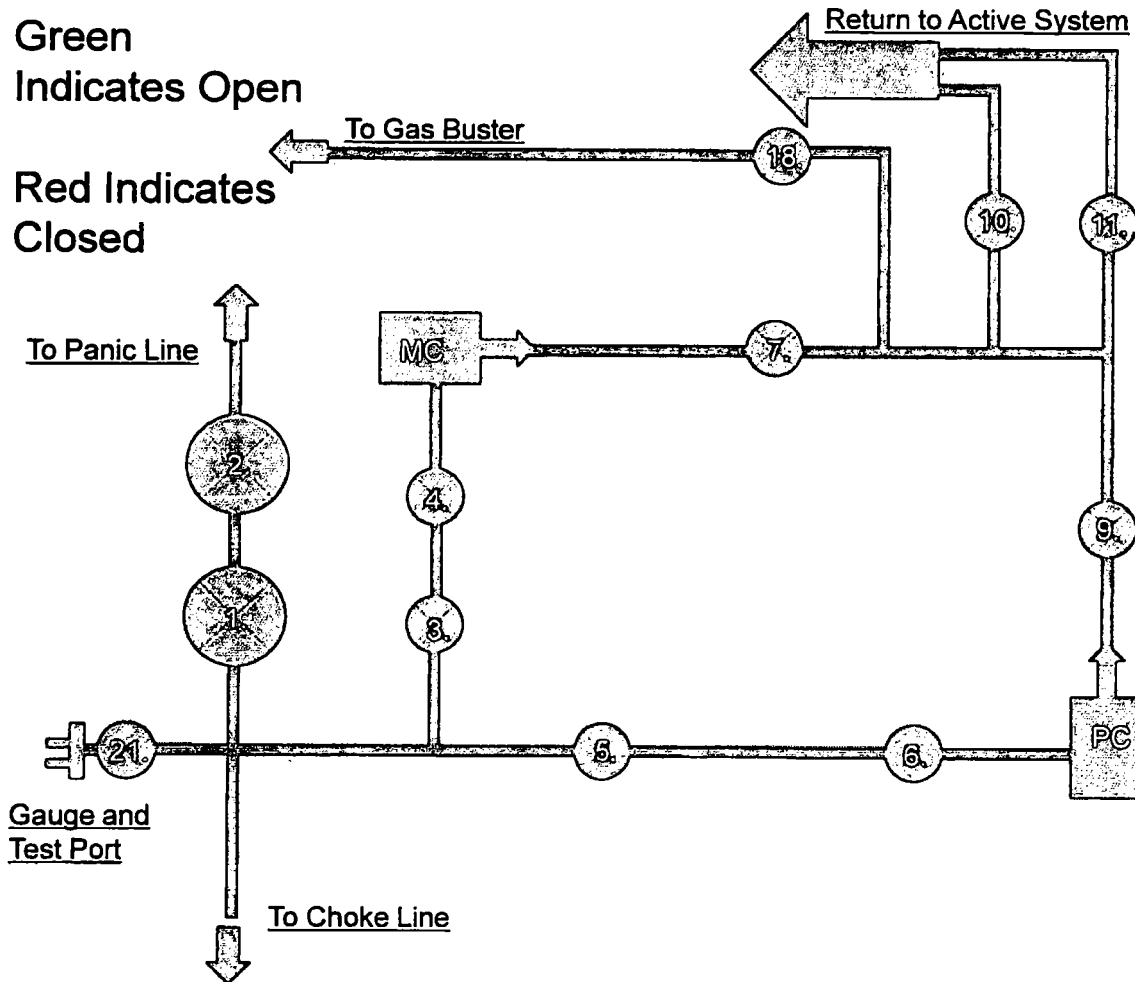 Green
Indicates Open
Red Indicates
Closed
Return to Active System
To Gas Buster
18.
10.
11.
To Panic Line
MC
7.
2.
4.
9.
1.
3.
21.
5.
6.
PC
Gauge and
Test Port
To Choke Line